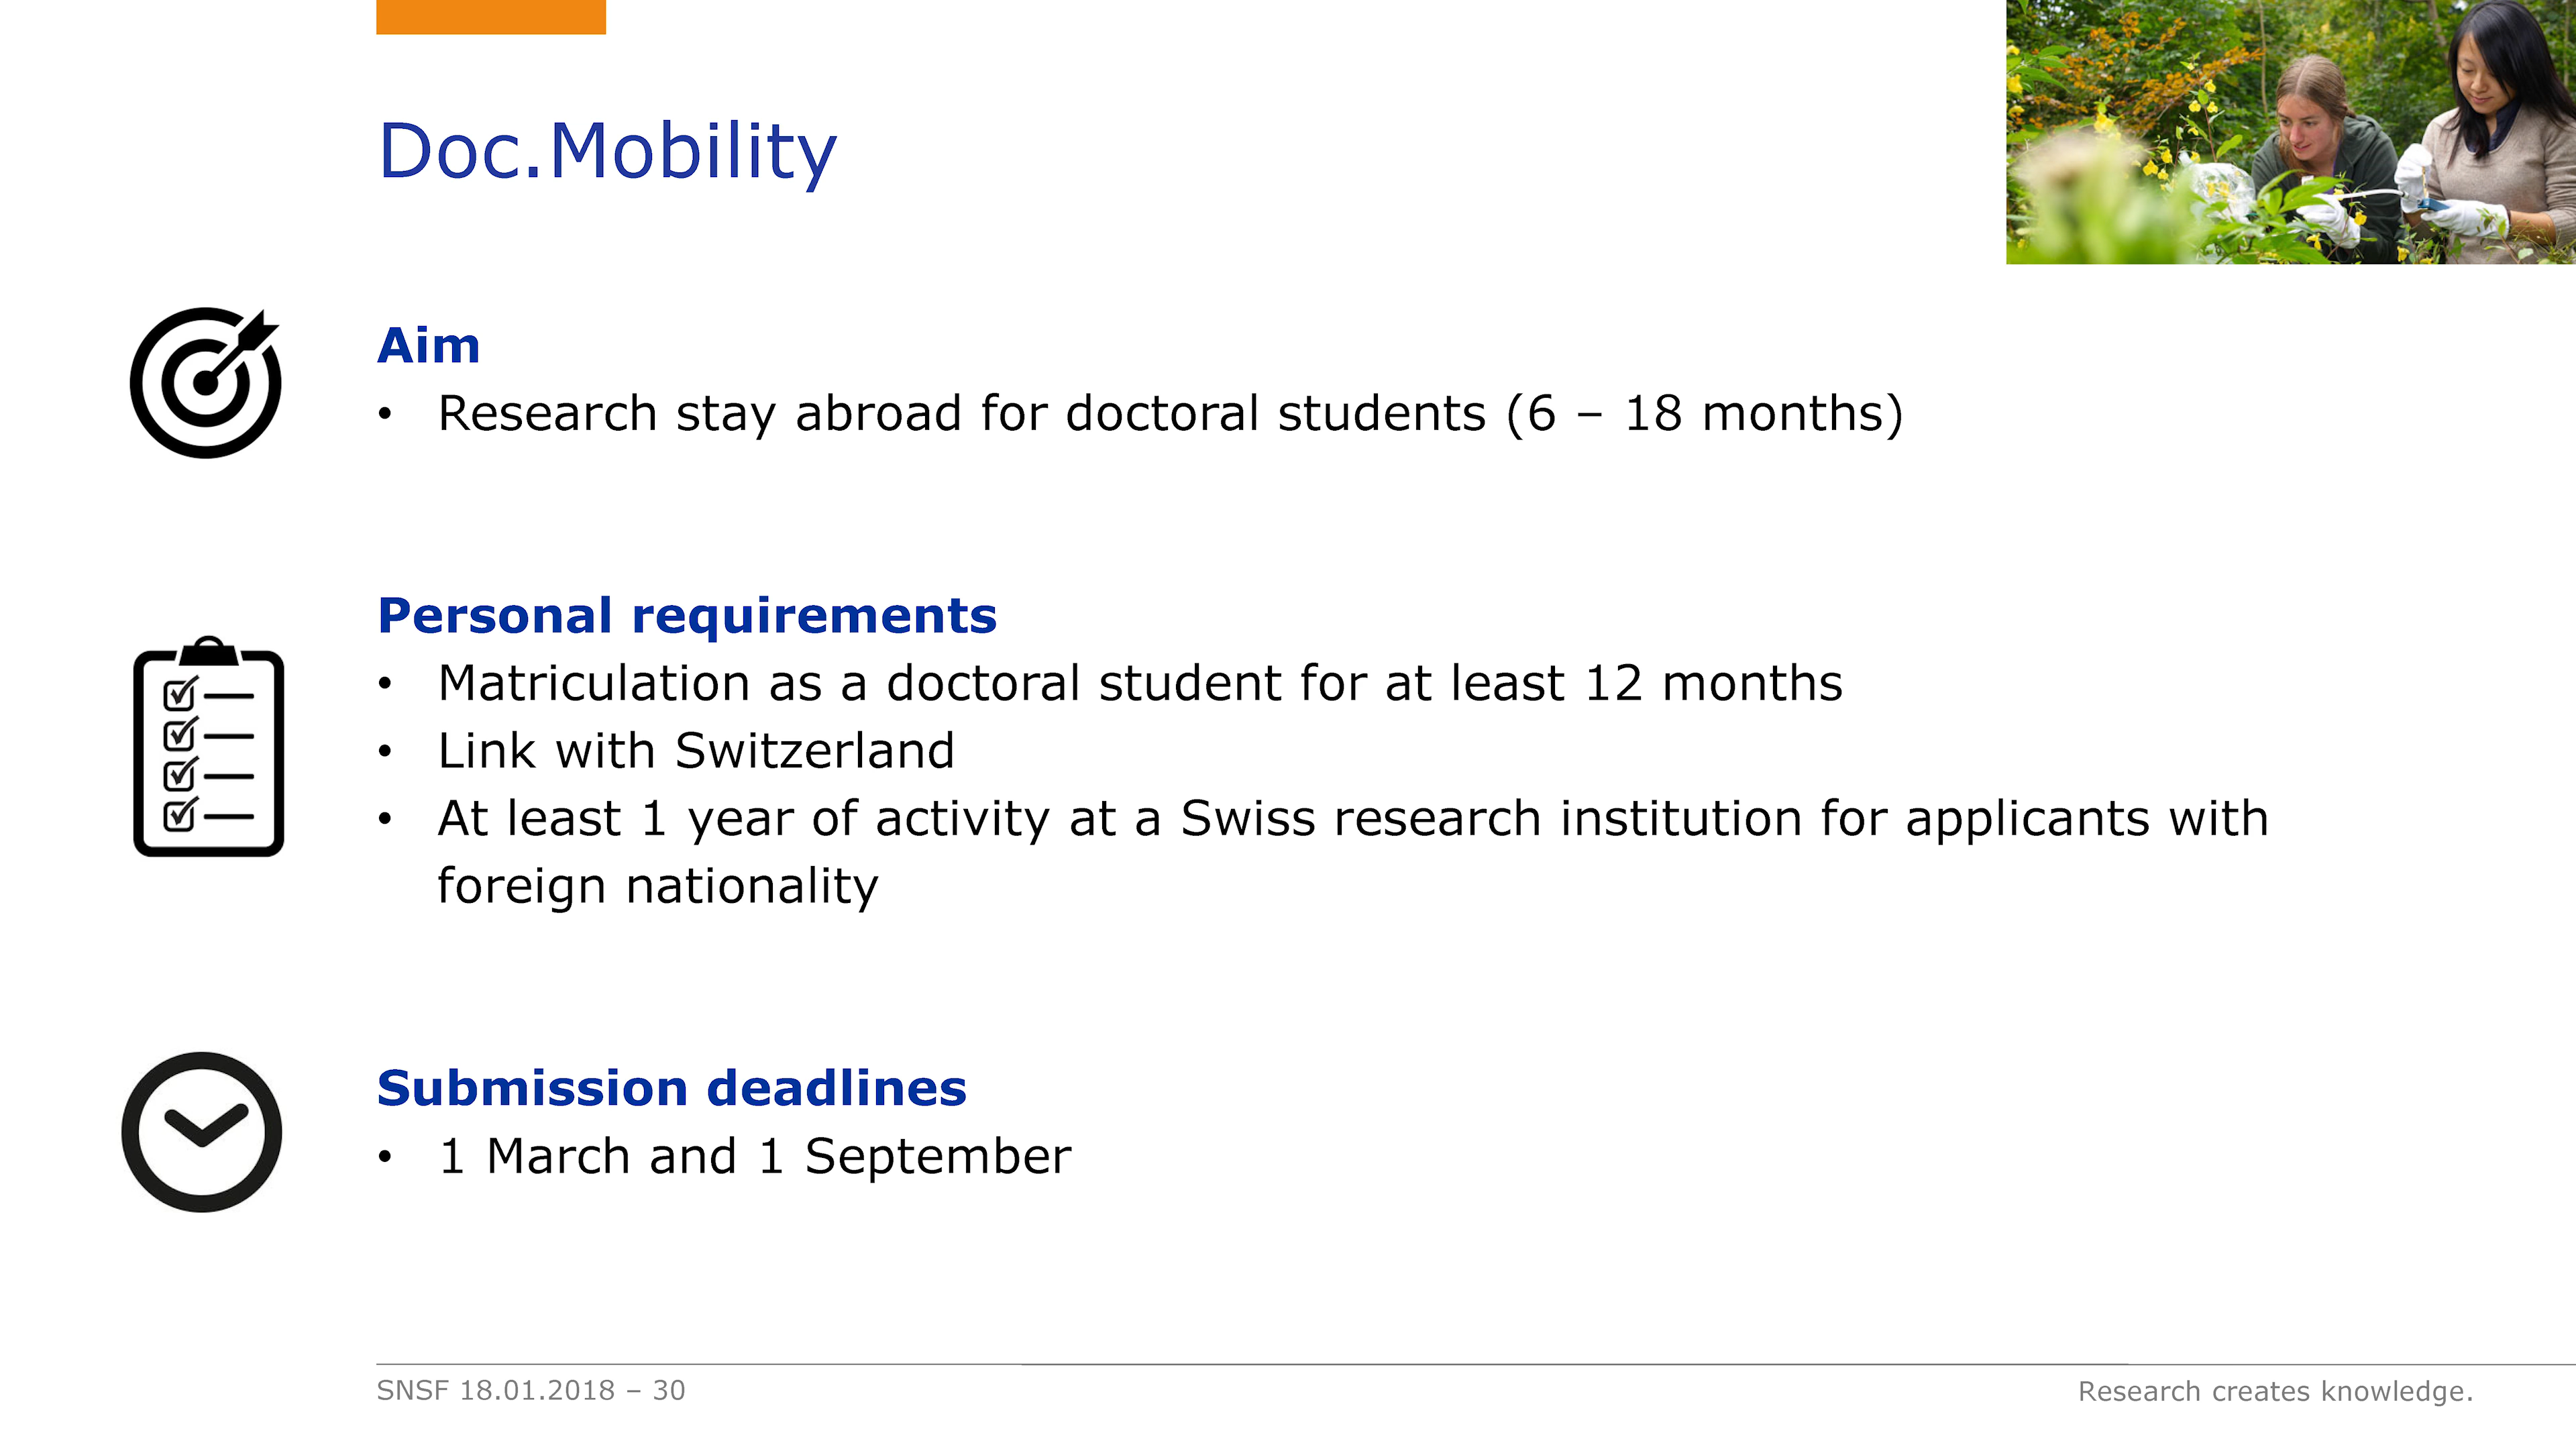 Doc.Mobility
Aim
• Research stay abroad for doctoral students (6 – 18 months)
Personal requirements
• Matriculation as a doctoral student for at least 12 months
• Link with Switzerland
• At least 1 year of activity at a Swiss research institution for applicants with
foreign nationality
Submission deadlines
• 1 March and 1 September
SNSF 18.01.2018 – 30
Research creates knowledge.